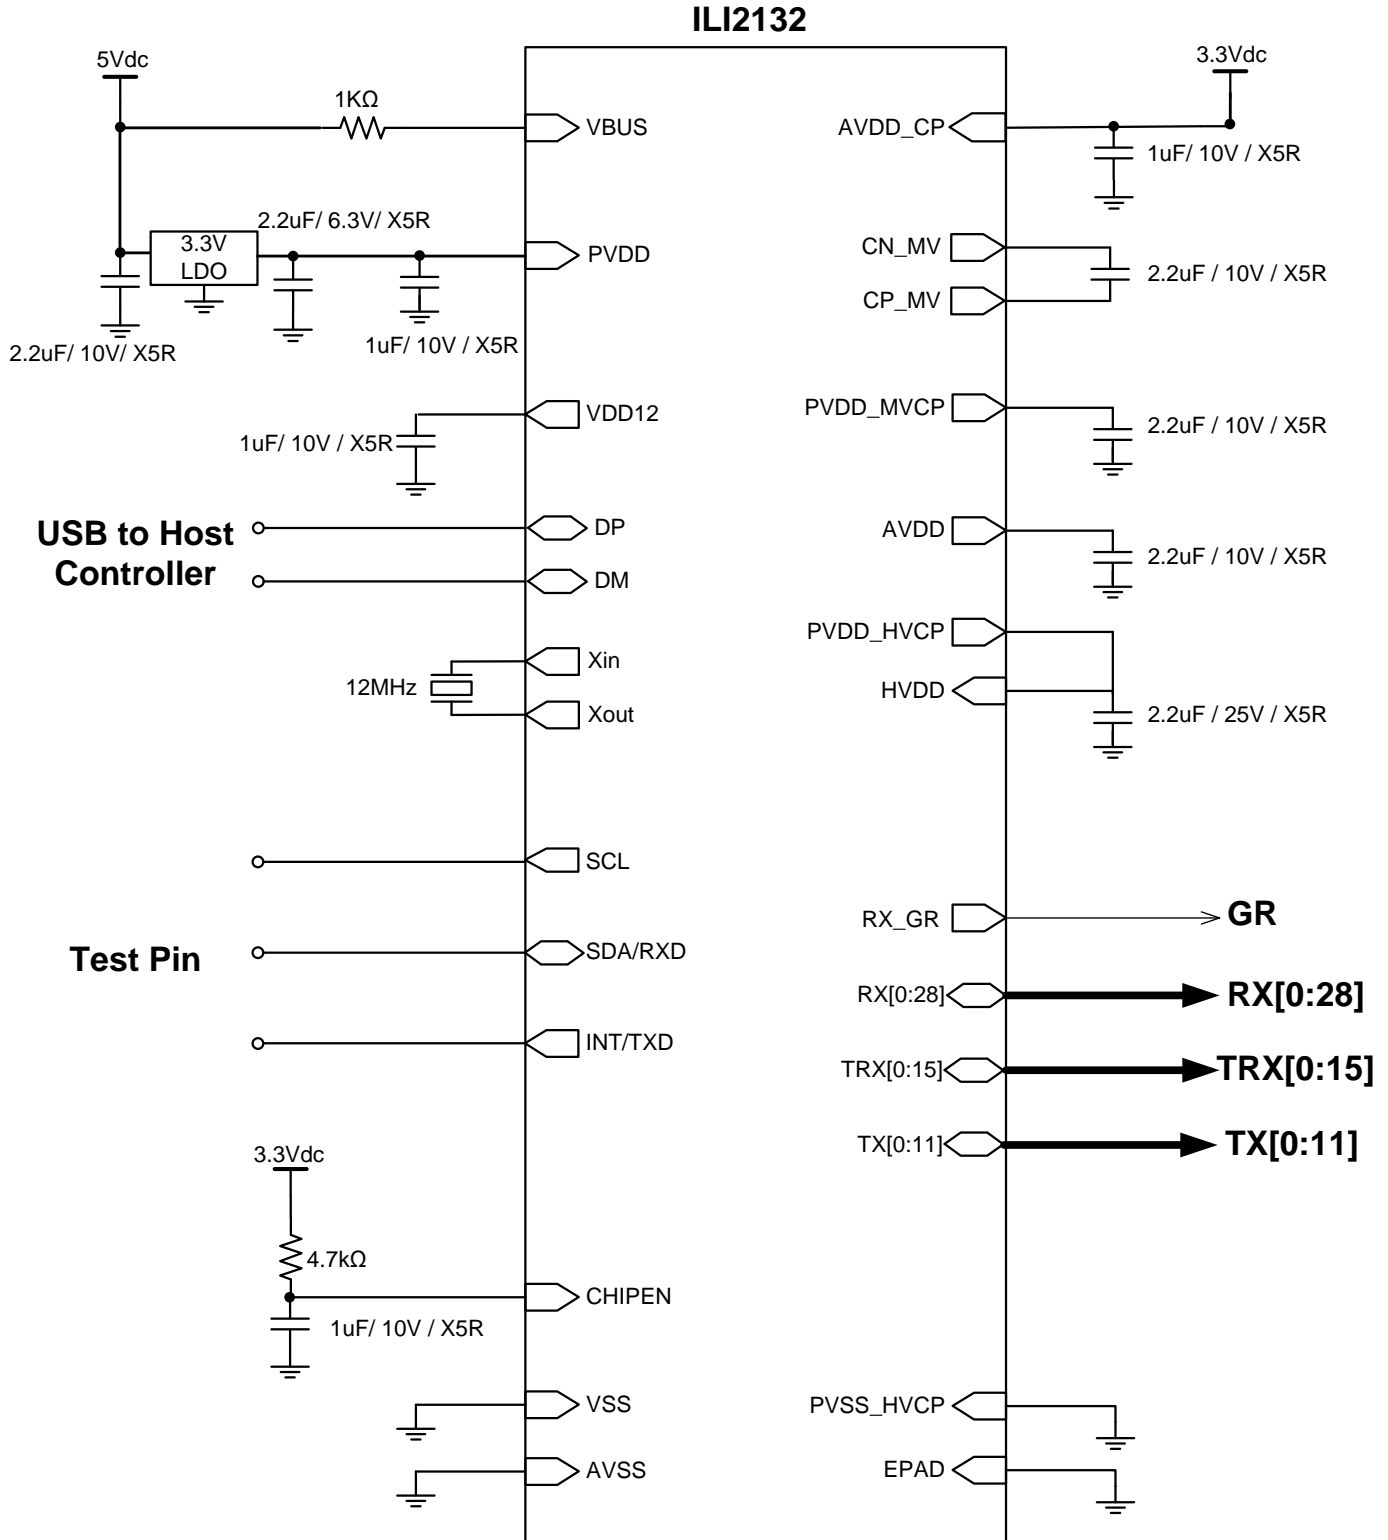 ILI2132
5Vdc
3.3Vdc
1KΩ
VBUS
AVDD_CP
1uF/ 10V / X5R
2.2uF/ 6.3V/ X5R
3.3V
LDO
PVDD
CN_MV
2.2uF / 10V / X5R
CP_MV
2.2uF/ 10V/ X5R
1uF/ 10V / X5R
VDD12
PVDD_MVCP
1uF/ 10V / X5R
2.2uF / 10V / X5R
USB to Host
Controller
DP
AVDD
DM
2.2uF / 10V / X5R
PVDD_HVCP
Xin
12MHz
HVDD
Xout
2.2uF / 25V / X5R
SCL
RX_GR
GR
Test Pin
SDA/RXD
RX[0:28]
RX[0:28]
INT/TXD
TRX[0:15]
TRX[0:15]
TX[0:11]
TX[0:11]
3.3Vdc
4.7kΩ
CHIPEN
1uF/ 10V / X5R
VSS
PVSS_HVCP
AVSS
EPAD